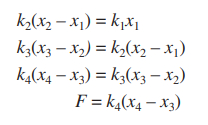 k₂(x₂ − x₁) = k₁x₁
k₃(x₃ − x₂) = k₂(x₂ − x₁)
k₄(x₄ − x₃) = k₃(x₃ − x₂)
F = k₄(x₄ − x₃)